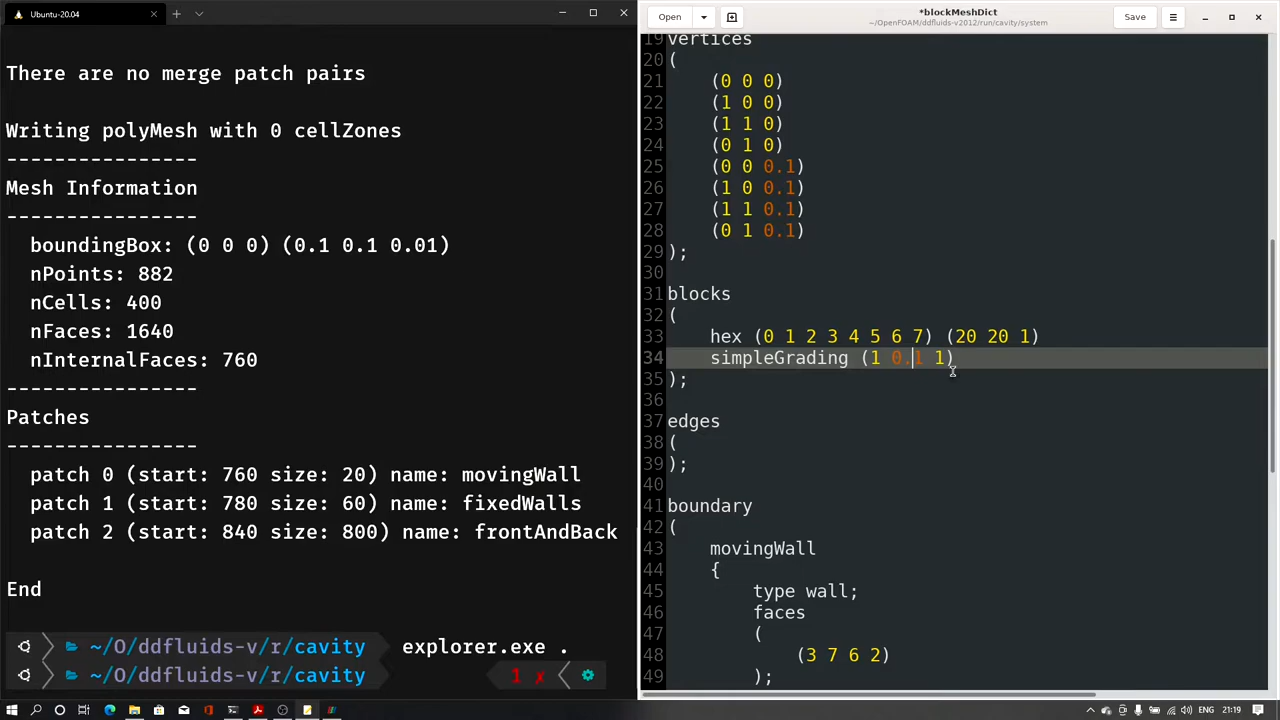 Ubuntu-20.04
There are no merge patch pairs
Writing polyMesh with 0 cellZones
----------------
Mesh Information
----------------
boundingBox: (0 0 0) (0.1 0.1 0.01)
nPoints: 882
nCells: 400
nFaces: 1640
nInternalFaces: 760
----------------
Patches
----------------
patch 0 (start: 760 size: 20) name: movingWall
patch 1 (start: 780 size: 60) name: fixedWalls
patch 2 (start: 840 size: 800) name: frontAndBack
End
~/O/ddfluids-v/r/cavity explorer.exe .
~/O/ddfluids-v/r/cavity 1 ✗
Open
*blockMeshDict
~/OpenFOAM/ddfluids-v2012/run/cavity/system
Save
19 vertices
20 (
21 (0 0 0)
22 (1 0 0)
23 (1 1 0)
24 (0 1 0)
25 (0 0 0.1)
26 (1 0 0.1)
27 (1 1 0.1)
28 (0 1 0.1)
29 );
30
31 blocks
32 (
33 hex (0 1 2 3 4 5 6 7) (20 20 1)
34 simpleGrading (1 0.1 1)
35 );
36
37 edges
38 (
39 );
40
41 boundary
42 (
43 movingWall
44 {
45 type wall;
46 faces
47 (
48 (3 7 6 2)
49 );
ENG
21:19